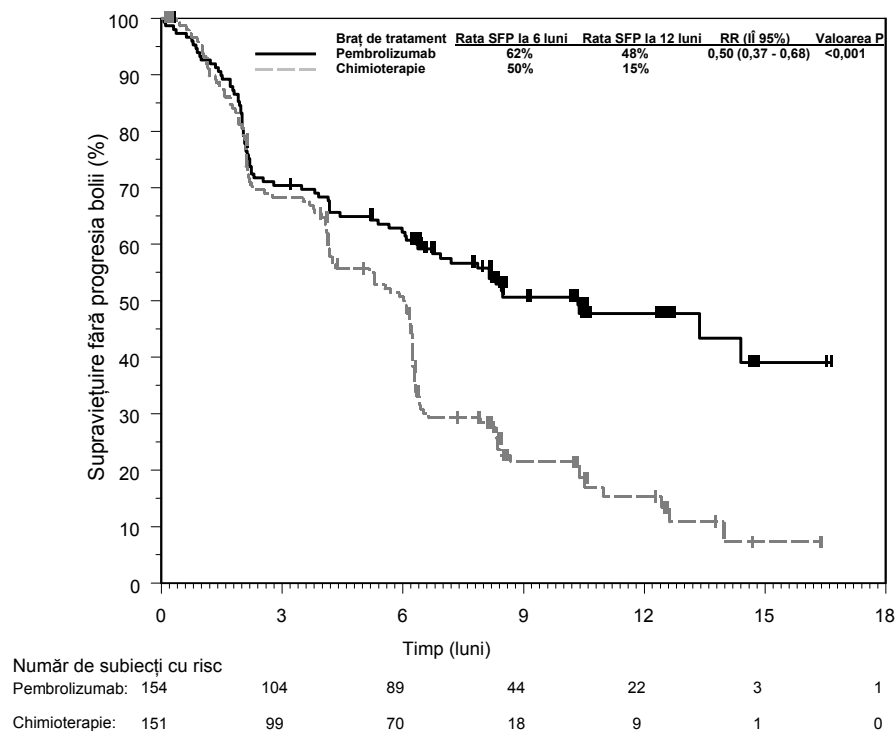 Braț de tratament Rata SFP la 6 luni Rata SFP la 12 luni RR (IÎ 95%) Valoarea P
Pembrolizumab 62% 48% 0,50 (0,37 - 0,68) <0,001
Chimioterapie 50% 15%
Supraviețuire fără progresia bolii (%)
100
90
80
70
60
50
40
30
20
10
0
0 3 6 9 12 15 18
Timp (luni)
Număr de subiecți cu risc
Pembrolizumab: 154 104 89 44 22 3 1
Chimioterapie: 151 99 70 18 9 1 0